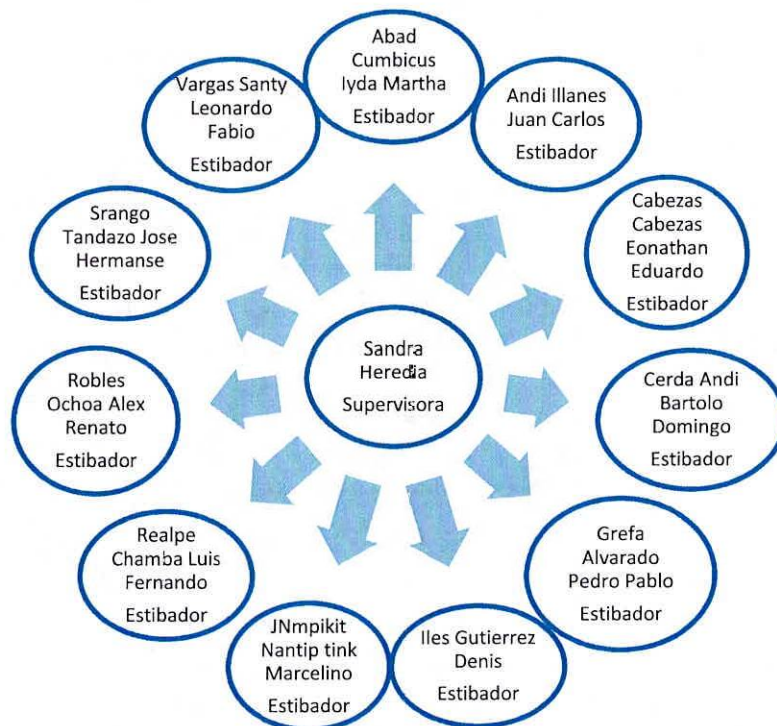 Abad
Cumbicus
Iyda Martha
Estibador
Andi Illanes
Juan Carlos
Estibador
Cabezas
Cabezas
Eonathan
Eduardo
Estibador
Cerda Andi
Bartolo
Domingo
Estibador
Grefa
Alvarado
Pedro Pablo
Estibador
Iles Gutierrez
Denis
Estibador
JNmpikit
Nantip tink
Marcelino
Estibador
Realpe
Chamba Luis
Fernando
Estibador
Robles
Ochoa Alex
Renato
Estibador
Srango
Tandazo Jose
Hermanse
Estibador
Vargas Santy
Leonardo
Fabio
Estibador
Sandra
Heredia
Supervisora